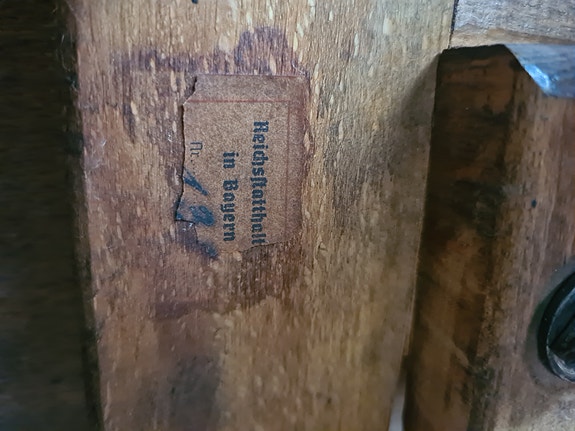 Reichsstatthalt
in Bayern
Nr.